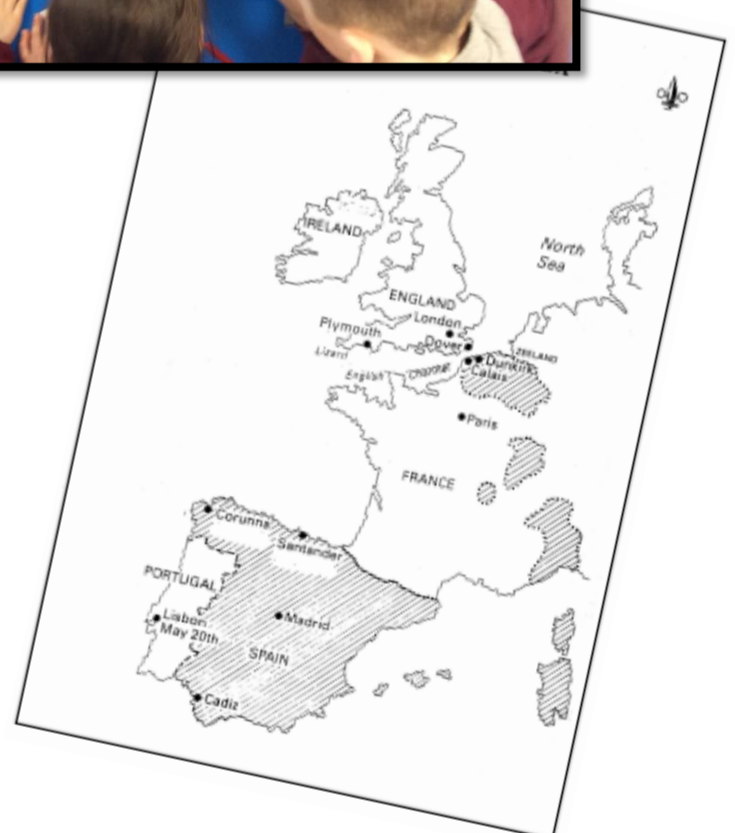 IRELAND
North
Sea
ENGLAND
London
Plymouth
Dover
Lizard
ZEELAND
Dunkirk
English Channel
Calais
Paris
FRANCE
Corunna
Santander
PORTUGAL
Lisbon
May 20th
Madrid
SPAIN
Cadiz